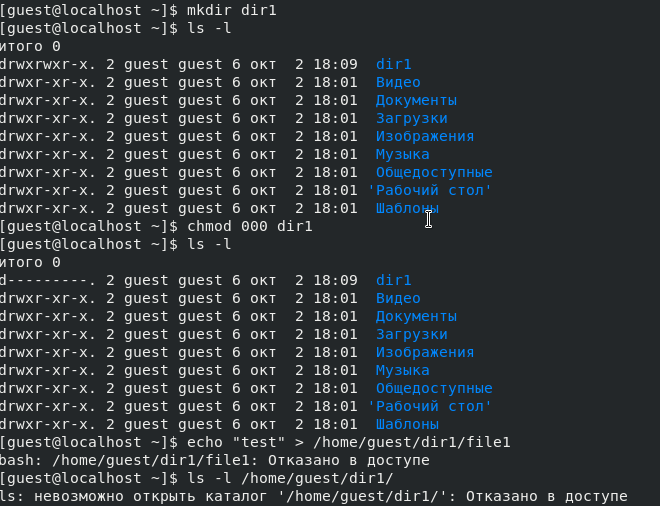 [guest@localhost ~]$ mkdir dir1
[guest@localhost ~]$ ls -l
итого 0
drwxrwxr-x. 2 guest guest 6 окт  2 18:09  dir1
drwxr-xr-x. 2 guest guest 6 окт  2 18:01  Видео
drwxr-xr-x. 2 guest guest 6 окт  2 18:01  Документы
drwxr-xr-x. 2 guest guest 6 окт  2 18:01  Загрузки
drwxr-xr-x. 2 guest guest 6 окт  2 18:01  Изображения
drwxr-xr-x. 2 guest guest 6 окт  2 18:01  Музыка
drwxr-xr-x. 2 guest guest 6 окт  2 18:01  Общедоступные
drwxr-xr-x. 2 guest guest 6 окт  2 18:01 'Рабочий стол'
drwxr-xr-x. 2 guest guest 6 окт  2 18:01  Шаблоны
[guest@localhost ~]$ chmod 000 dir1
[guest@localhost ~]$ ls -l
итого 0
d---------. 2 guest guest 6 окт  2 18:09  dir1
drwxr-xr-x. 2 guest guest 6 окт  2 18:01  Видео
drwxr-xr-x. 2 guest guest 6 окт  2 18:01  Документы
drwxr-xr-x. 2 guest guest 6 окт  2 18:01  Загрузки
drwxr-xr-x. 2 guest guest 6 окт  2 18:01  Изображения
drwxr-xr-x. 2 guest guest 6 окт  2 18:01  Музыка
drwxr-xr-x. 2 guest guest 6 окт  2 18:01  Общедоступные
drwxr-xr-x. 2 guest guest 6 окт  2 18:01 'Рабочий стол'
drwxr-xr-x. 2 guest guest 6 окт  2 18:01  Шаблоны
[guest@localhost ~]$ echo "test" > /home/guest/dir1/file1
bash: /home/guest/dir1/file1: Отказано в доступе
[guest@localhost ~]$ ls -l /home/guest/dir1/
ls: невозможно открыть каталог '/home/guest/dir1/': Отказано в доступе